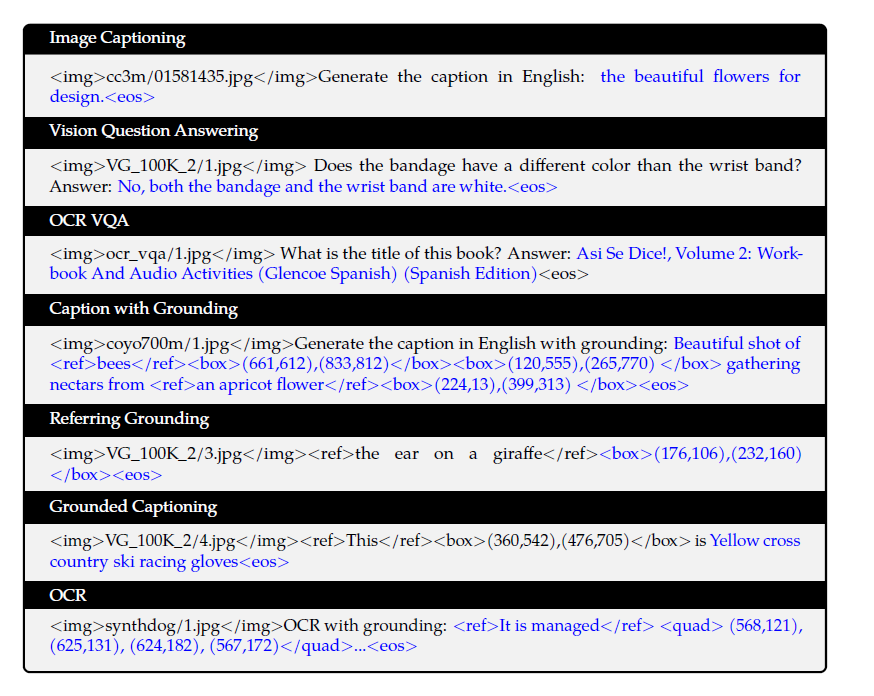 Image Captioning
<img>cc3m/01581435.jpg</img>Generate the caption in English: the beautiful flowers for
design.<eos>
Vision Question Answering
<img>VG_100K_2/1.jpg</img> Does the bandage have a different color than the wrist band?
Answer: No, both the bandage and the wrist band are white.<eos>
OCR VQA
<img>ocr_vqa/1.jpg</img> What is the title of this book? Answer: Asi Se Dice!, Volume 2: Work-
book And Audio Activities (Glencoe Spanish) (Spanish Edition)<eos>
Caption with Grounding
<img>coyo700m/1.jpg</img>Generate the caption in English with grounding: Beautiful shot of
<ref>bees</ref><box>(661,612),(833,812)</box><box>(120,555),(265,770) </box> gathering
nectars from <ref>an apricot flower</ref><box>(224,13),(399,313) </box><eos>
Referring Grounding
<img>VG_100K_2/3.jpg</img><ref>the ear on a giraffe</ref><box>(176,106),(232,160)
</box><eos>
Grounded Captioning
<img>VG_100K_2/4.jpg</img><ref>This</ref><box>(360,542),(476,705)</box> is Yellow cross
country ski racing gloves<eos>
OCR
<img>synthdog/1.jpg</img>OCR with grounding: <ref>It is managed</ref> <quad> (568,121),
(625,131), (624,182), (567,172)</quad>...<eos>